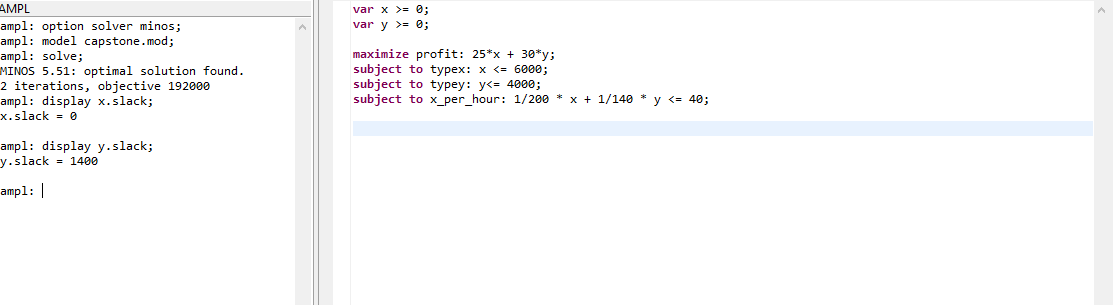 AMPL
ampl: option solver minos;
ampl: model capstone.mod;
ampl: solve;
MINOS 5.51: optimal solution found.
2 iterations, objective 192000
ampl: display x.slack;
x.slack = 0
ampl: display y.slack;
y.slack = 1400
ampl:
var x >= 0;
var y >= 0;
maximize profit: 25*x + 30*y;
subject to typex: x <= 6000;
subject to typey: y<= 4000;
subject to x_per_hour: 1/200 * x + 1/140 * y <= 40;